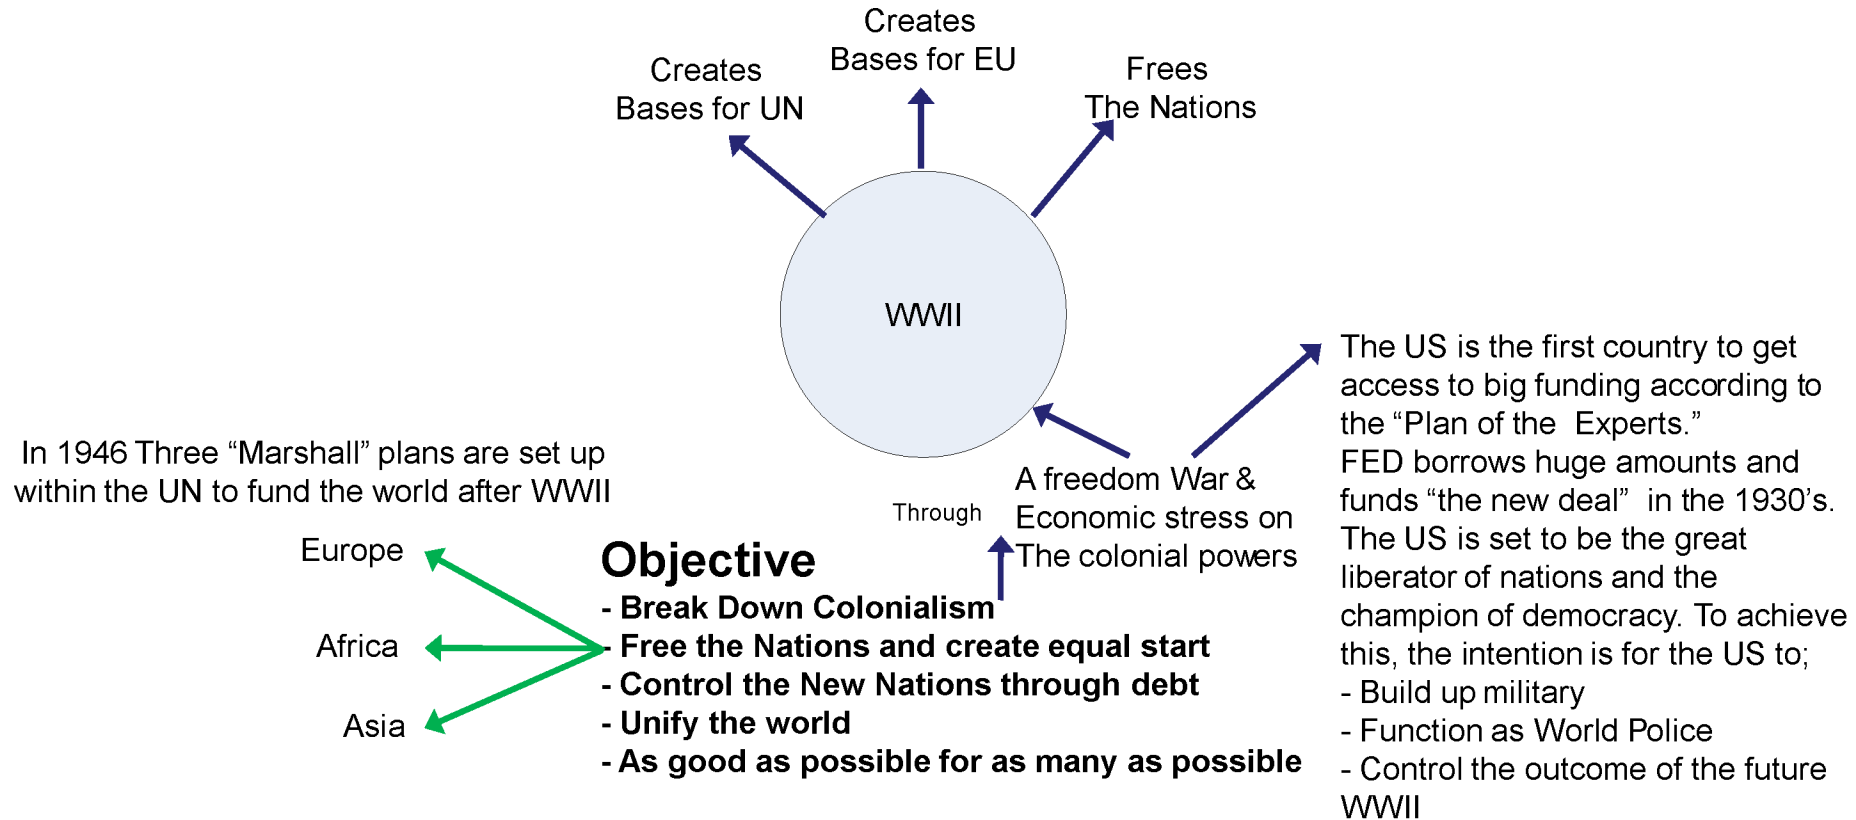 Creates
Bases for UN
Creates
Bases for EU
Frees
The Nations
WWII
In 1946 Three “Marshall” plans are set up
within the UN to fund the world after WWII
Europe
Africa
Asia
Through
A freedom War &
Economic stress on
The colonial powers
Objective
- Break Down Colonialism
- Free the Nations and create equal start
- Control the New Nations through debt
- Unify the world
- As good as possible for as many as possible
The US is the first country to get
access to big funding according to
the “Plan of the Experts.”
FED borrows huge amounts and
funds “the new deal” in the 1930’s.
The US is set to be the great
liberator of nations and the
champion of democracy. To achieve
this, the intention is for the US to;
- Build up military
- Function as World Police
- Control the outcome of the future
WWII